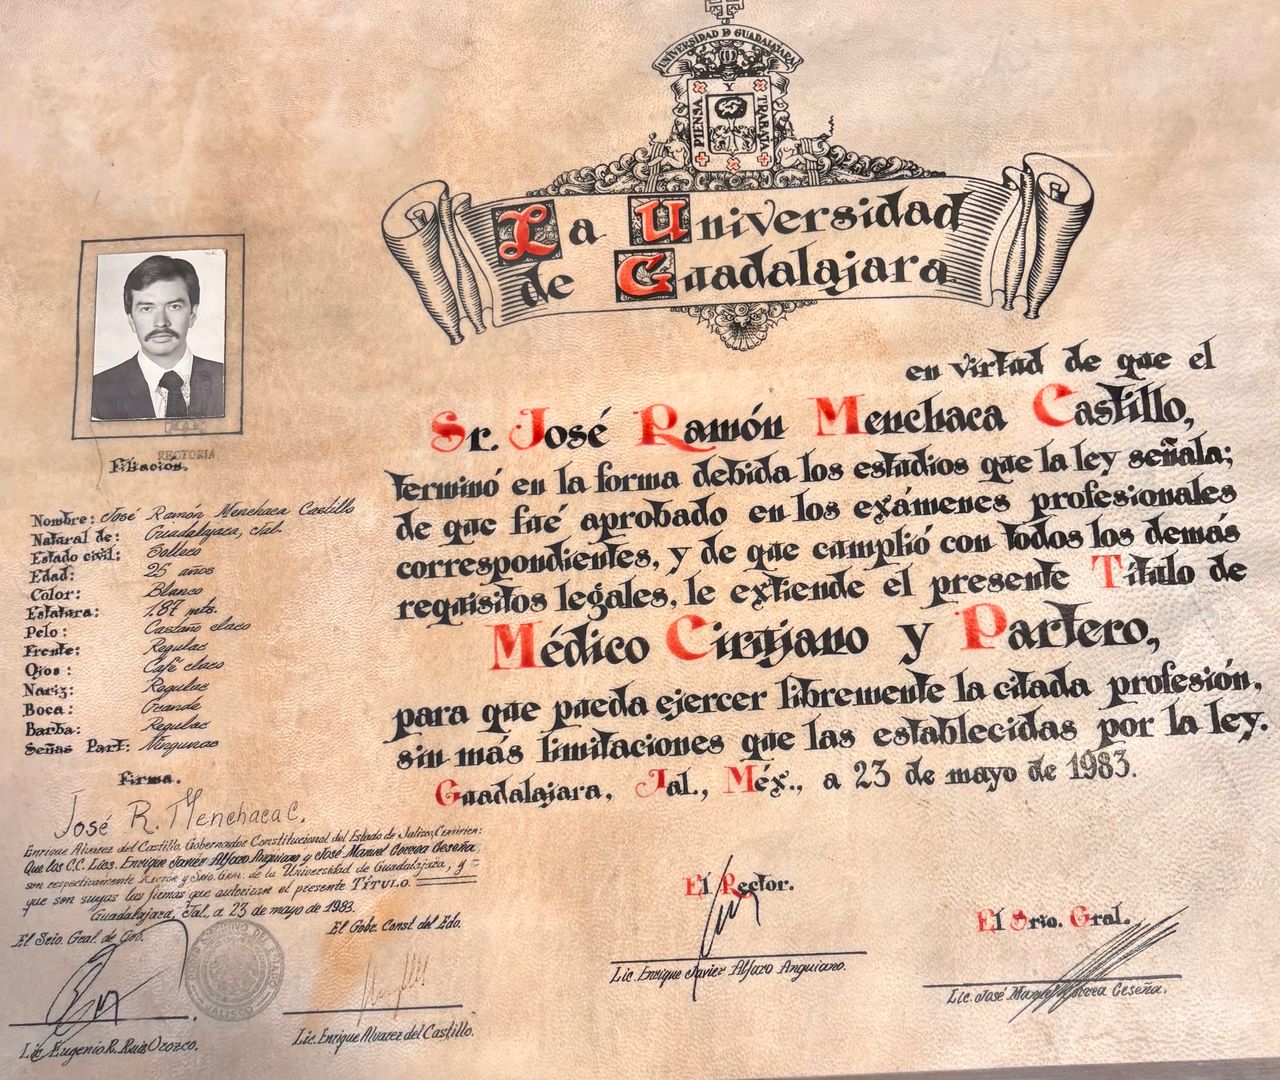 UNIVERSIDAD D GUADALAJARA
PIENSA Y TRABAJA
La Universidad
de Guadalajara
en virtud de que el
Sr. José Ramón Menchaca Castillo,
terminó en la forma debida los estudios que la ley señala;
de que fué aprobado en los exámenes profesionales
correspondientes, y de que cumplió con todos los demás
requisitos legales, le extiende el presente Título de
Médico Cirujano y Partero,
para que pueda ejercer libremente la citada profesión,
sin más limitaciones que las establecidas por la ley.
Guadalajara, Jal., Méx., a 23 de mayo de 1983.
RECTORIA
Filiación.
Nombre: José Ramón Menchaca Castillo
Natural de: Guadalajara, Jal.
Estado civil: Soltero
Edad: 25 años
Color: Blanco
Estatura: 1.87 mts.
Pelo: Castaño claro
Frente: Regular
Ojos: Café claro
Nariz: Regular
Boca: Grande
Barba: Regular
Señas Part: Ningunas
Firma.
José R. Menchaca C.
Enrique Alvarez del Castillo, Gobernador Constitucional del Estado de Jalisco, Certifica:
Que los C.C. Lics. Enrique Javier Alfaro Anguiano y José Manuel Correa Ceseña
son respectivamente Rector y Srio. Gral. de la Universidad de Guadalajara, y
que son suyas las firmas que autorizan el presente TÍTULO.
Guadalajara, Jal., a 23 de mayo de 1983.
El Srio. Gral. de Gob.
El Gobr. Const. del Edo.
Lic. Eugenio R. Ruiz Orozco.
Lic. Enrique Alvarez del Castillo.
El Rector.
Lic. Enrique Javier Alfaro Anguiano.
El Srio. Gral.
Lic. José Manuel Correa Ceseña.